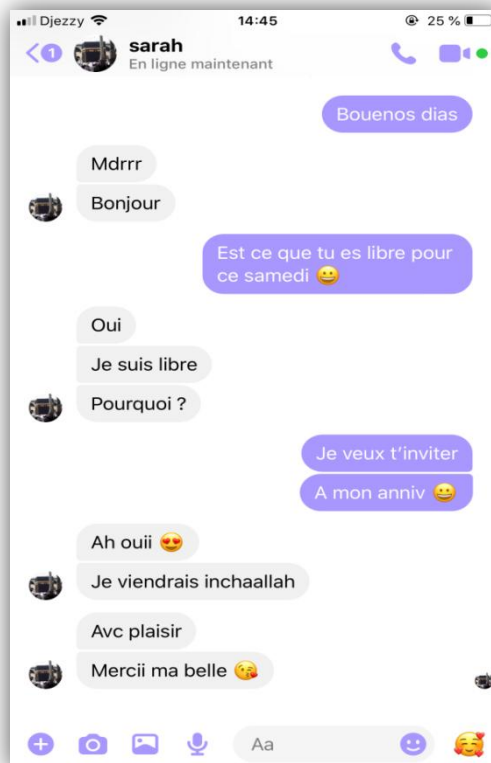 Djezzy 14:45 25 %
1 sarah
En ligne maintenant
Bouenos dias
Mdrrr
Bonjour
Est ce que tu es libre pour
ce samedi 😀
Oui
Je suis libre
Pourquoi ?
Je veux t’inviter
A mon anniv 😀
Ah ouii 😍
Je viendrais inchaallah
Avc plaisir
Mercii ma belle 😘
Aa